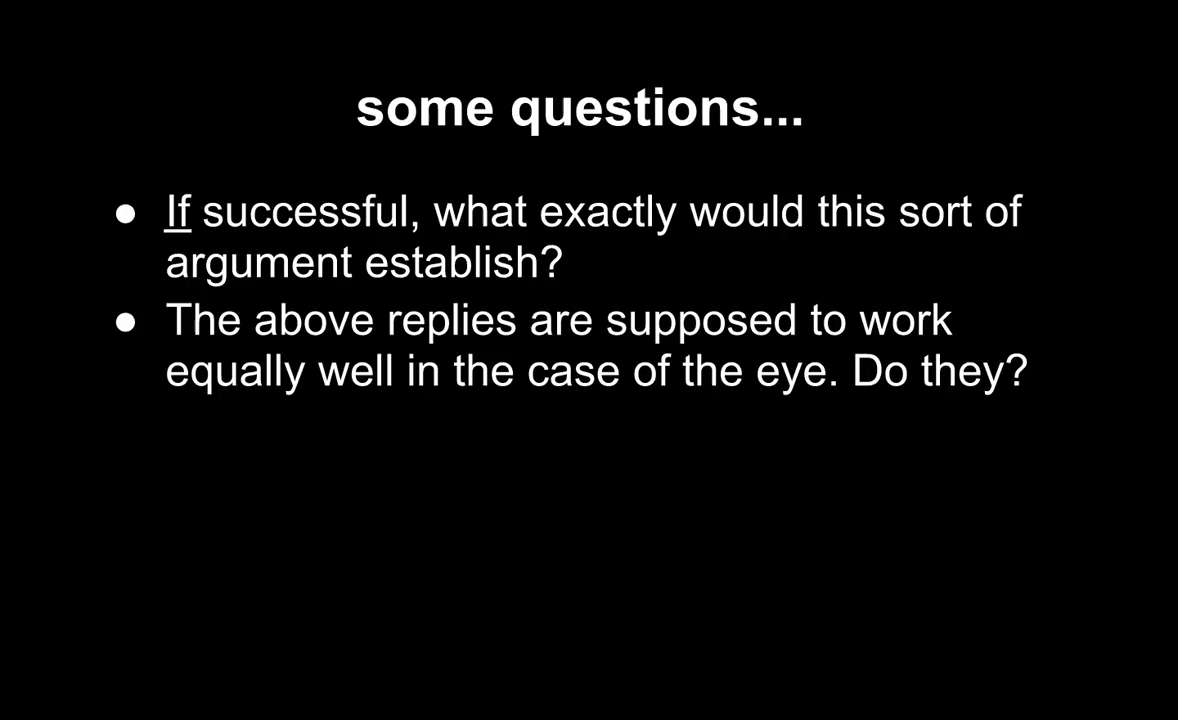 some questions...
● If successful, what exactly would this sort of
argument establish?
● The above replies are supposed to work
equally well in the case of the eye. Do they?